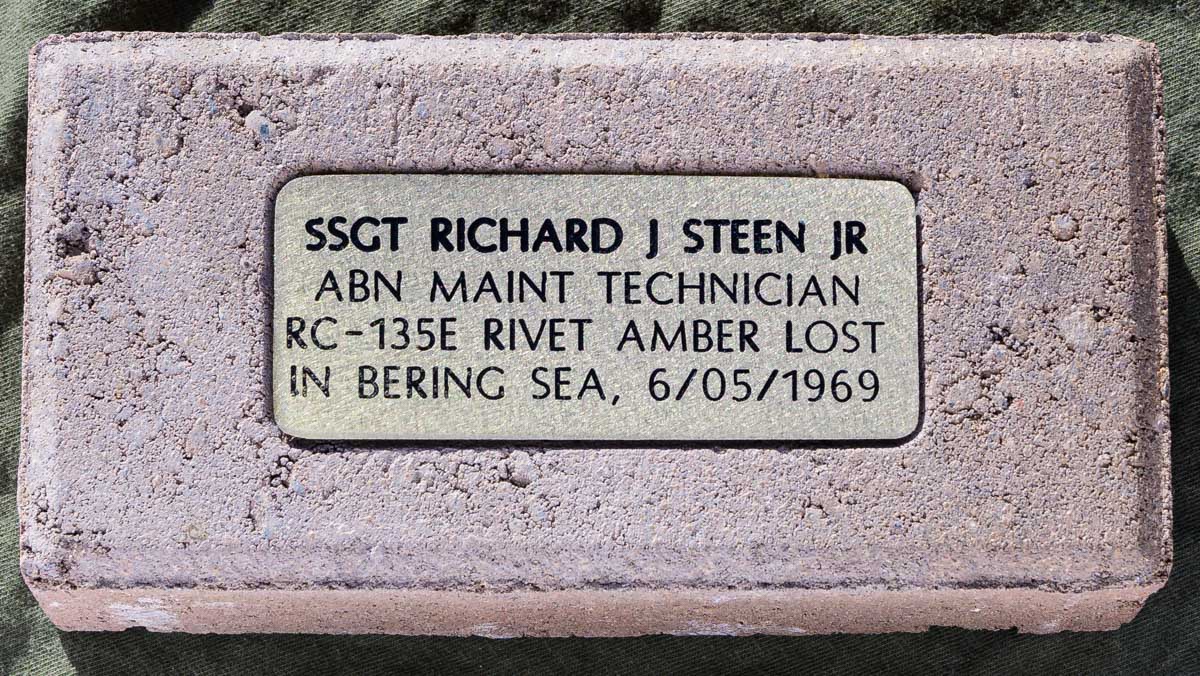 SSGT RICHARD J STEEN JR
ABN MAINT TECHNICIAN
RC-135E RIVET AMBER LOST
IN BERING SEA, 6/05/1969